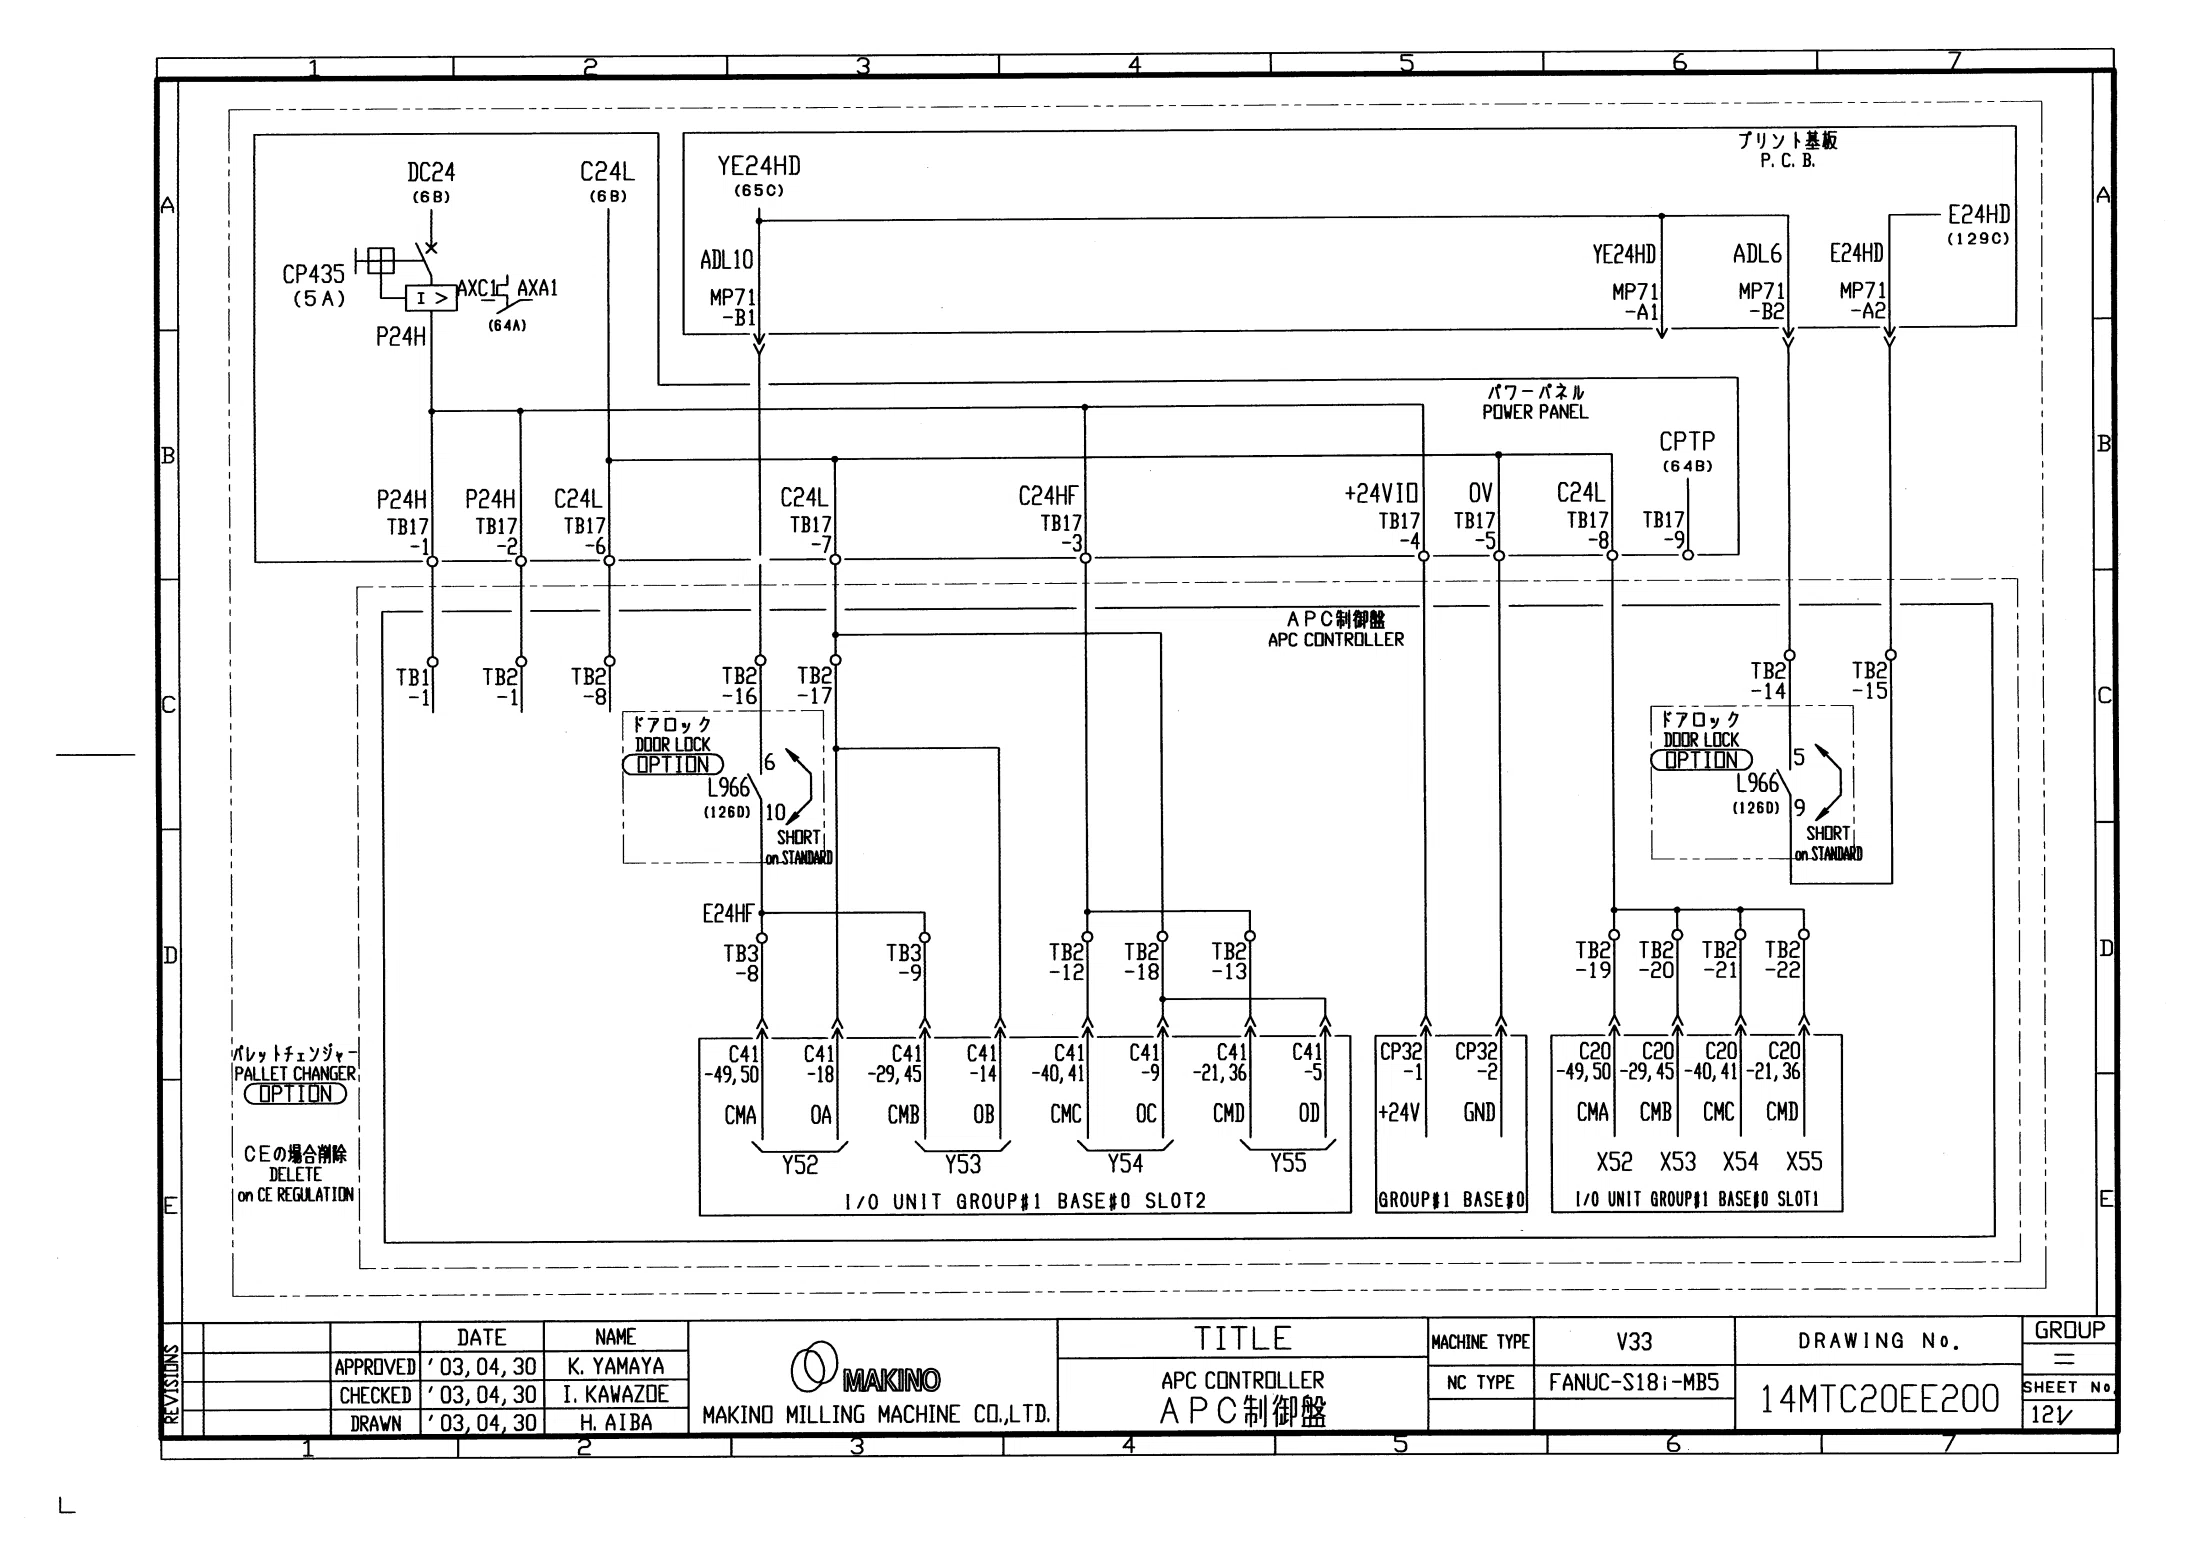 1 2 3 4 5 6 7
プリント基板
P. C. B.
DC24
(6B)
C24L
(6B)
YE24HD
(65C)
A
A
E24HD
(129C)
CP435
(5A)
I >
AXC1 AXA1
(64A)
P24H
ADL10
MP71
-B1
YE24HD
MP71
-A1
ADL6
MP71
-B2
E24HD
MP71
-A2
パワーパネル
POWER PANEL
CPTP
(64B)
B
B
P24H
TB17
-1
P24H
TB17
-2
C24L
TB17
-6
C24L
TB17
-7
C24HF
TB17
-3
+24VIO
TB17
-4
0V
TB17
-5
C24L
TB17
-8
TB17
-9
APC制御盤
APC CONTROLLER
C
C
TB1
-1
TB2
-1
TB2
-8
TB2
-16
TB2
-17
TB2
-14
TB2
-15
ドアロック
DOOR LOCK
OPTION
L966
(126D)
6
10
SHORT
on STANDARD
ドアロック
DOOR LOCK
OPTION
L966
(126D)
5
9
SHORT
on STANDARD
E24HF
D
D
TB3
-8
TB3
-9
TB2
-12
TB2
-18
TB2
-13
TB2
-19
TB2
-20
TB2
-21
TB2
-22
パレットチェンジャー
PALLET CHANGER
OPTION
CEの場合削除
DELETE
on CE REGULATION
C41
-49,50
CMA
C41
-18
0A
C41
-29,45
CMB
C41
-14
0B
C41
-40,41
CMC
C41
-9
0C
C41
-21,36
CMD
C41
-5
0D
Y52 Y53 Y54 Y55
I/O UNIT GROUP#1 BASE#0 SLOT2
CP32
-1
+24V
CP32
-2
GND
GROUP#1 BASE#0
C20
-49,50
CMA
C20
-29,45
CMB
C20
-40,41
CMC
C20
-21,36
CMD
X52 X53 X54 X55
I/O UNIT GROUP#1 BASE#0 SLOT1
E
E
REVISIONS
DATE NAME
APPROVED '03,04,30 K. YAMAYA
CHECKED '03,04,30 I. KAWAZOE
DRAWN '03,04,30 H. AIBA
MAKINO
MAKINO MILLING MACHINE CO.,LTD.
TITLE
APC CONTROLLER
APC制御盤
MACHINE TYPE V33
NC TYPE FANUC-S18i-MB5
DRAWING No.
14MTC20EE200
GROUP
=
SHEET No.
121/
1 2 3 4 5 6 7